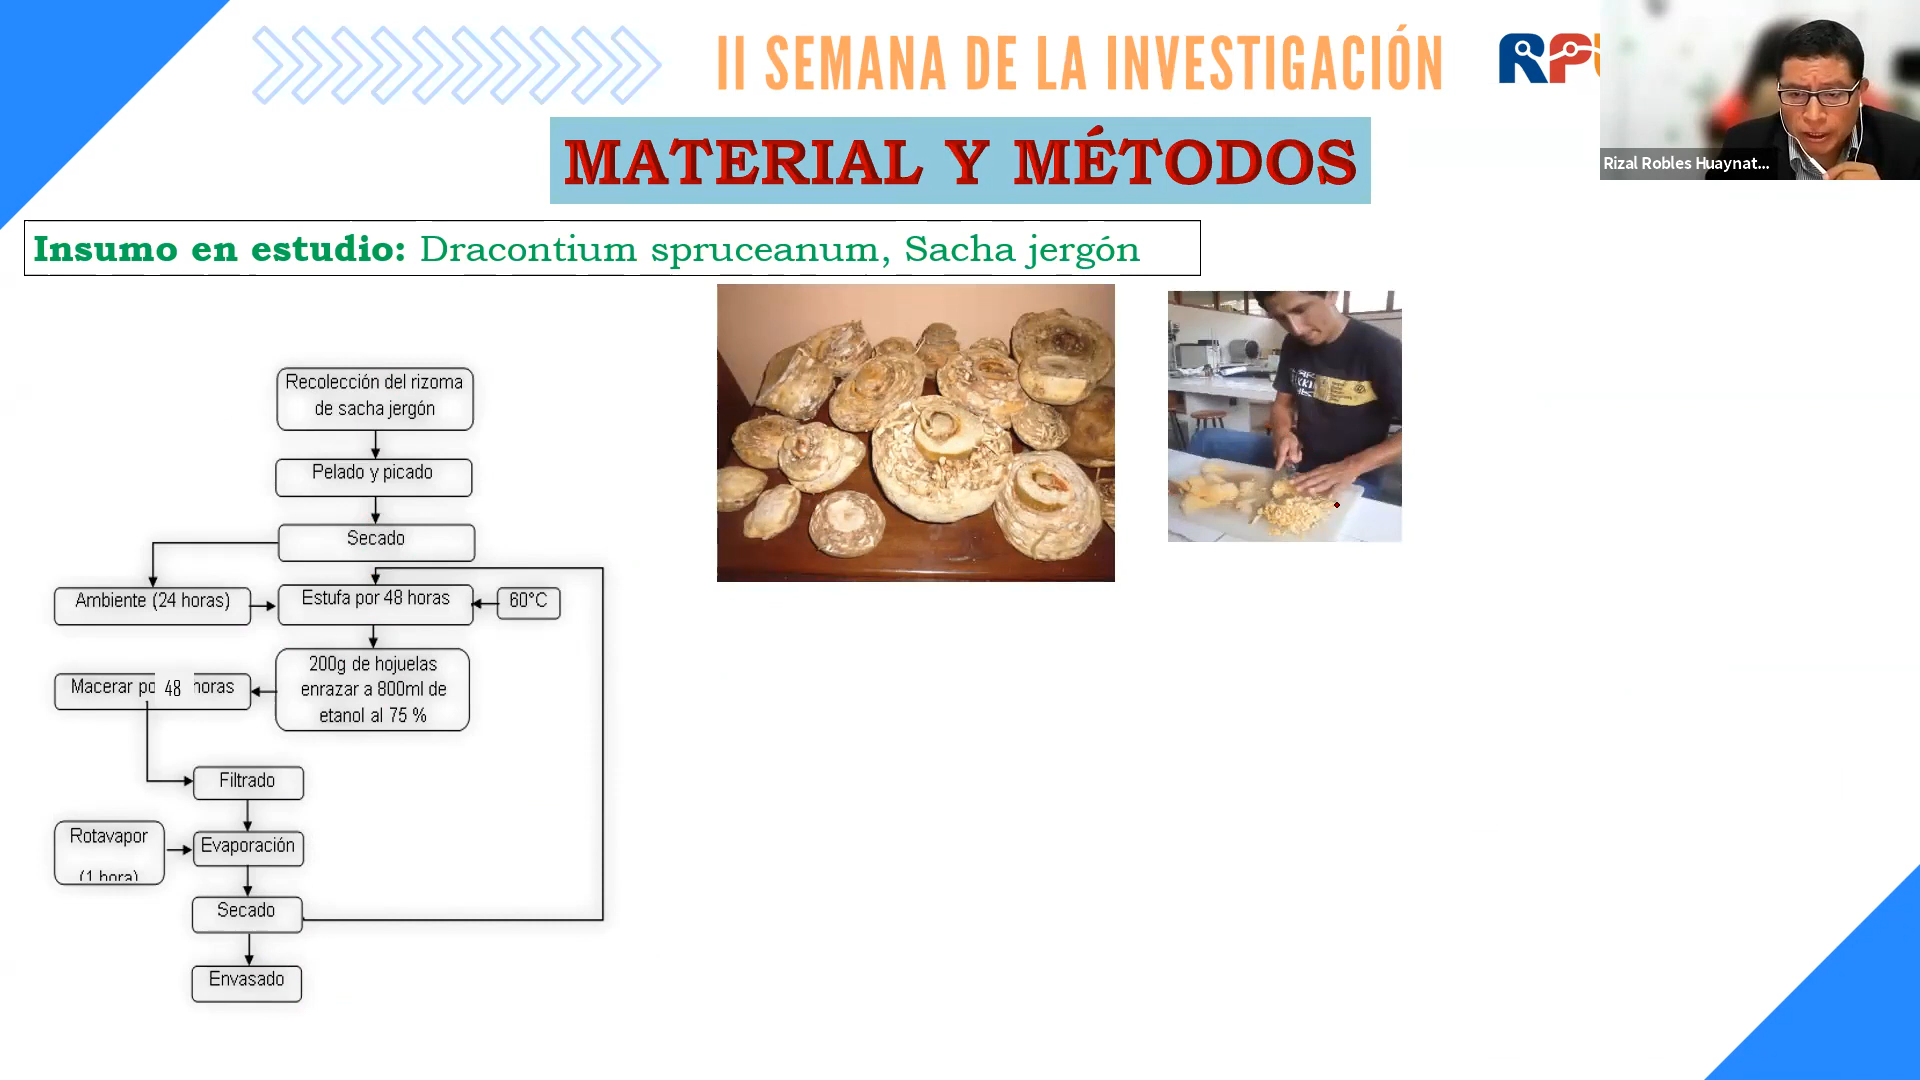 II SEMANA DE LA INVESTIGACIÓN
RP
Rizal Robles Huaynat...
MATERIAL Y MÉTODOS
Insumo en estudio: Dracontium spruceanum, Sacha jergón
Recolección del rizoma
de sacha jergón
Pelado y picado
Secado
Ambiente (24 horas)
Estufa por 48 horas
60°C
200g de hojuelas
enrazar a 800ml de
etanol al 75 %
Macerar po 48 horas
Filtrado
Rotavapor
(1 hora)
Evaporación
Secado
Envasado